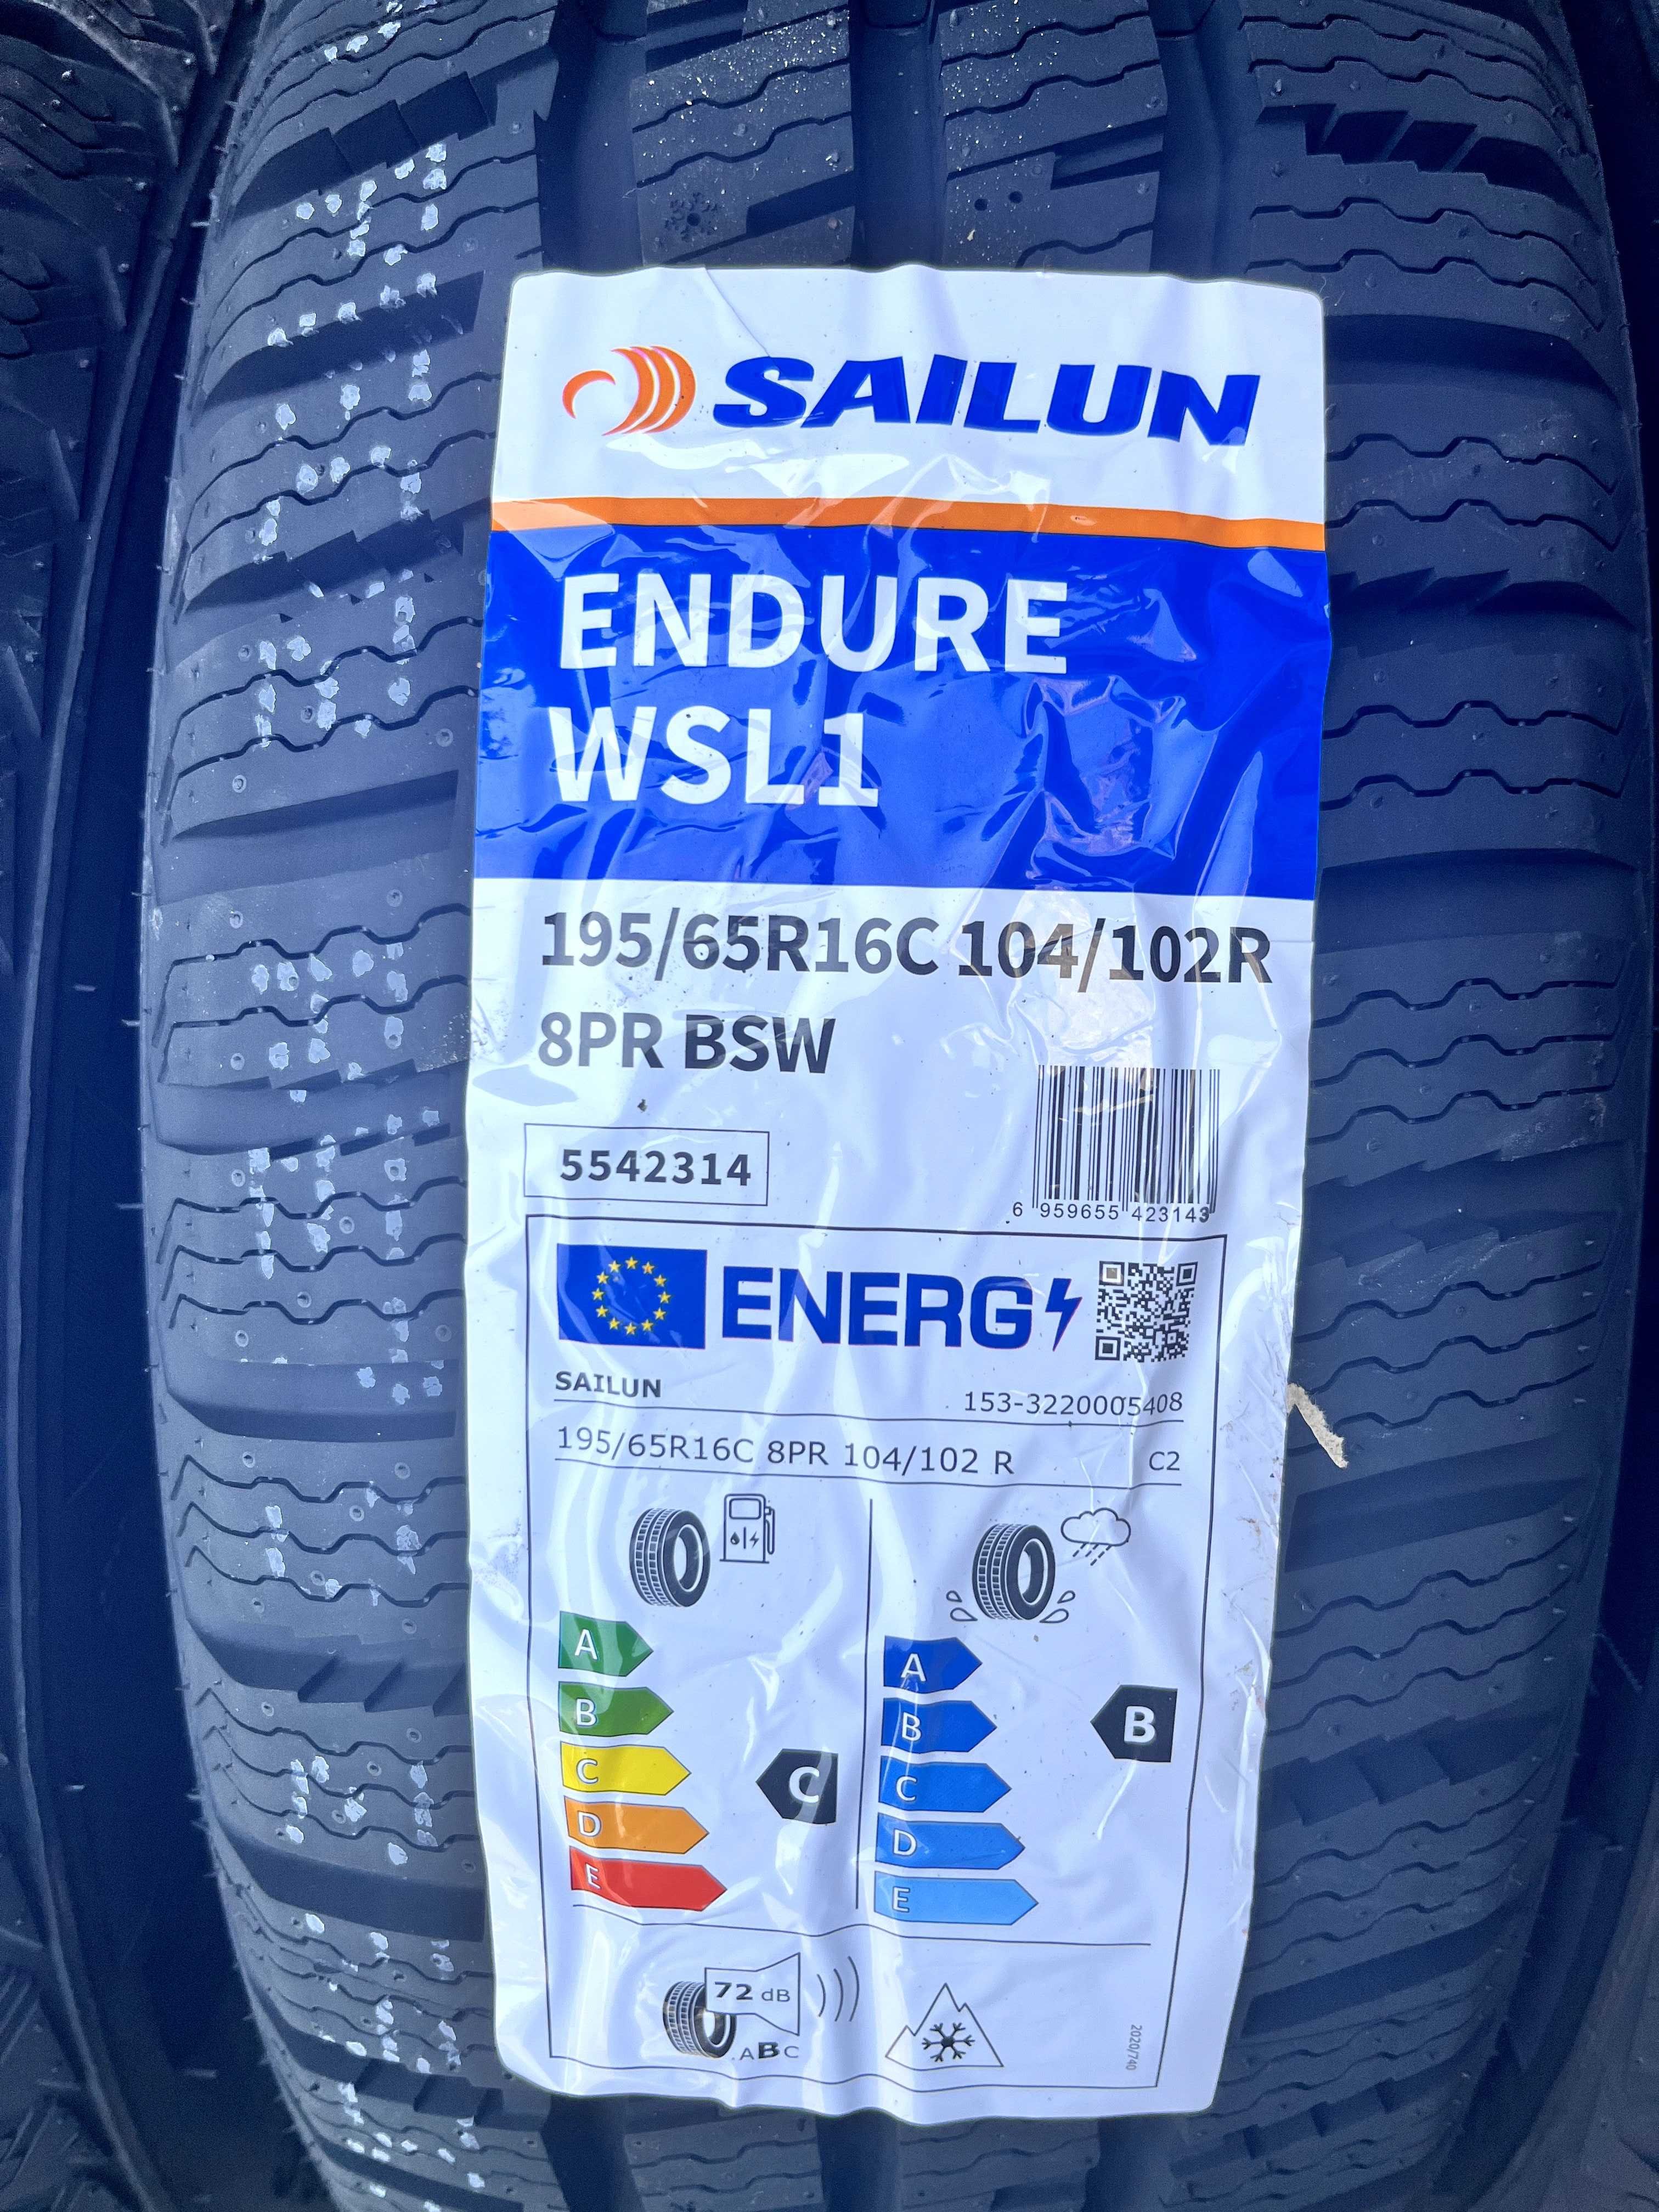 SAILUN
ENDURE
WSL1
195/65R16C 104/102R
8PR BSW
5542314
6 959655 423143
ENERG
SAILUN 153-3220005408
195/65R16C 8PR 104/102 R C2
A A
B B B
C C C
D D
E E
72 dB
ABC
2020/740